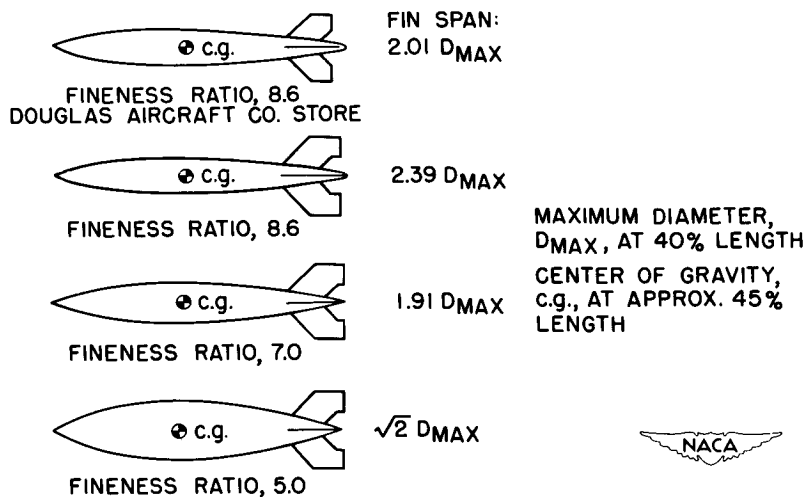 FIN SPAN:
c.g.
2.01 DMAX
FINENESS RATIO, 8.6
DOUGLAS AIRCRAFT CO. STORE
c.g.
2.39 DMAX
FINENESS RATIO, 8.6
MAXIMUM DIAMETER,
DMAX, AT 40% LENGTH
CENTER OF GRAVITY,
c.g., AT APPROX. 45%
LENGTH
c.g.
1.91 DMAX
FINENESS RATIO, 7.0
c.g.
√2 DMAX
FINENESS RATIO, 5.0
NACA